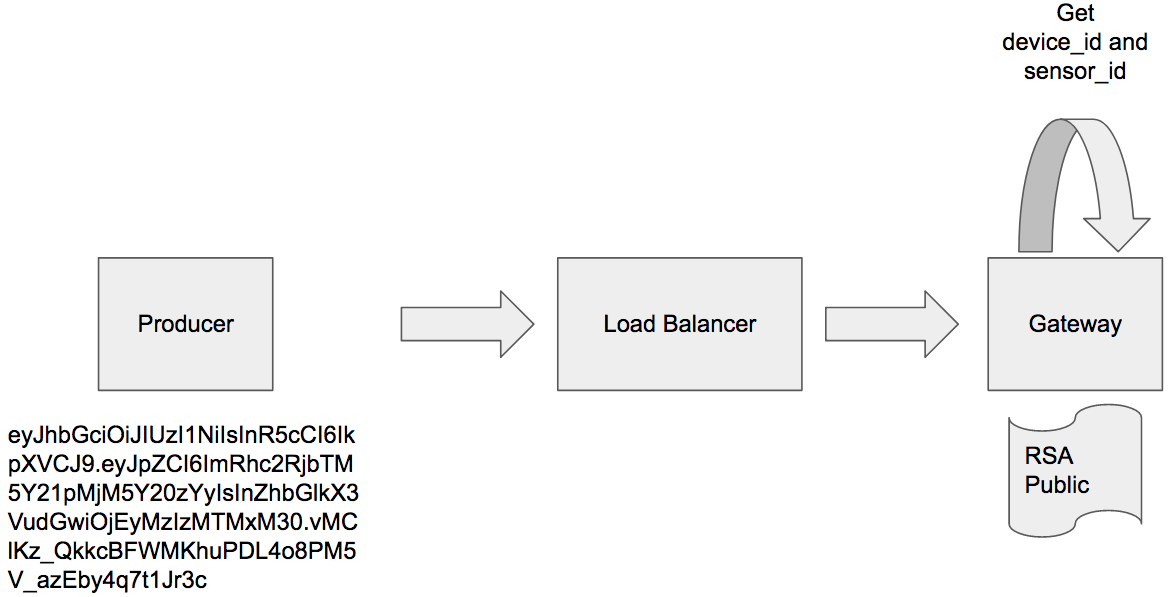 Get
device_id and
sensor_id
Producer
Load Balancer
Gateway
eyJhbGciOiJIUzI1NiIsInR5cCI6Ik
pXVCJ9.eyJpZCI6ImRhc2RjbTM
5Y21pMjM5Y20zYyIsInZhbGlkX3
VudGwiOjEyMzIzMTMxM30.vMC
lKz_QkkcBFWMKhuPDL4o8PM5
V_azEby4q7t1Jr3c
RSA
Public